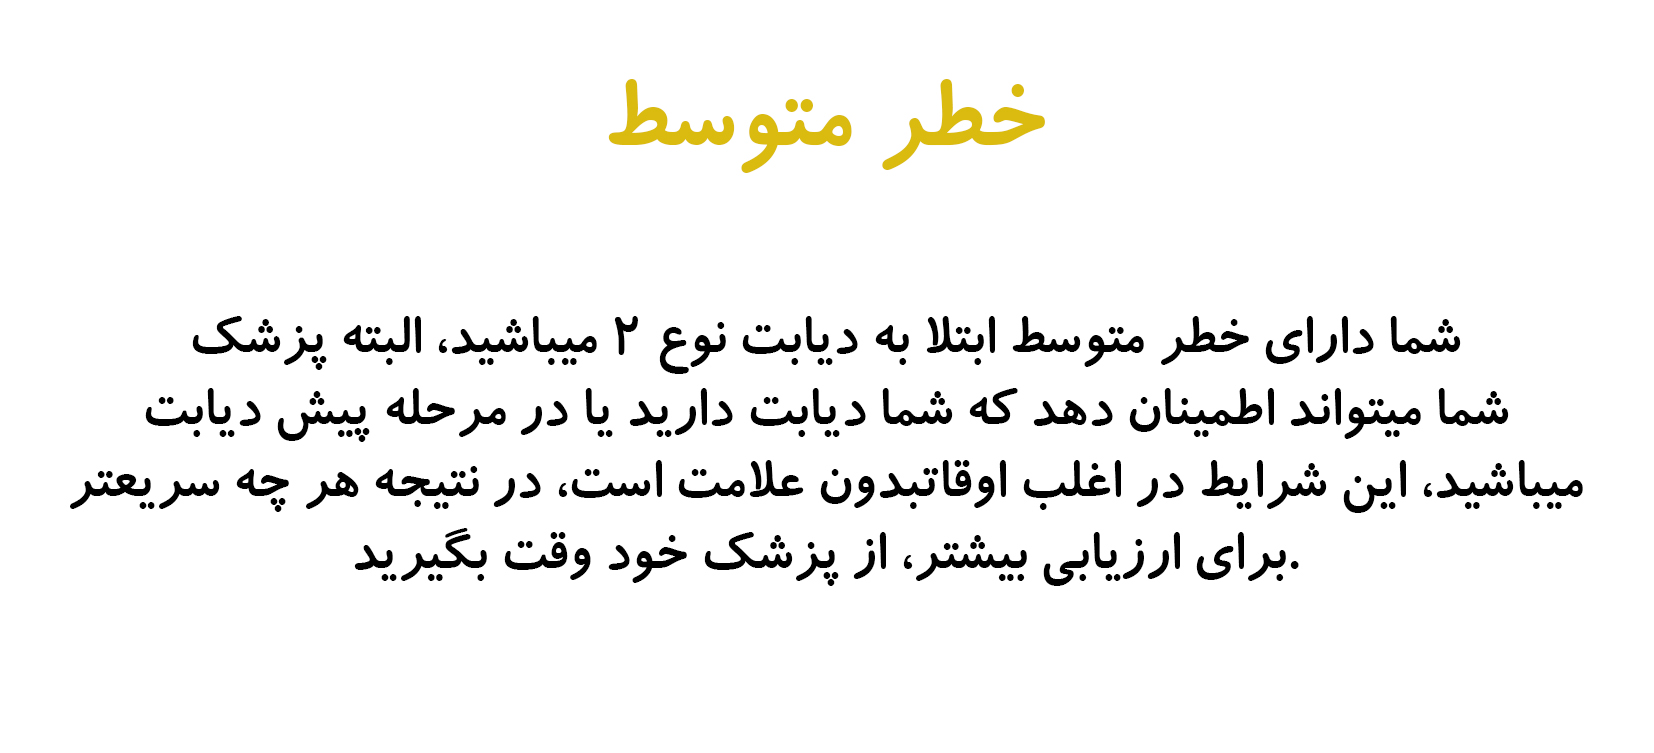 خطر متوسط
شما دارای خطر متوسط ابتلا به دیابت نوع ۲ میباشید، البته پزشک
شما میتواند اطمینان دهد که شما دیابت دارید یا در مرحله پیش دیابت
میباشید، این شرایط در اغلب اوقاتبدون علامت است، در نتیجه هر چه سریعتر
.برای ارزیابی بیشتر، از پزشک خود وقت بگیرید